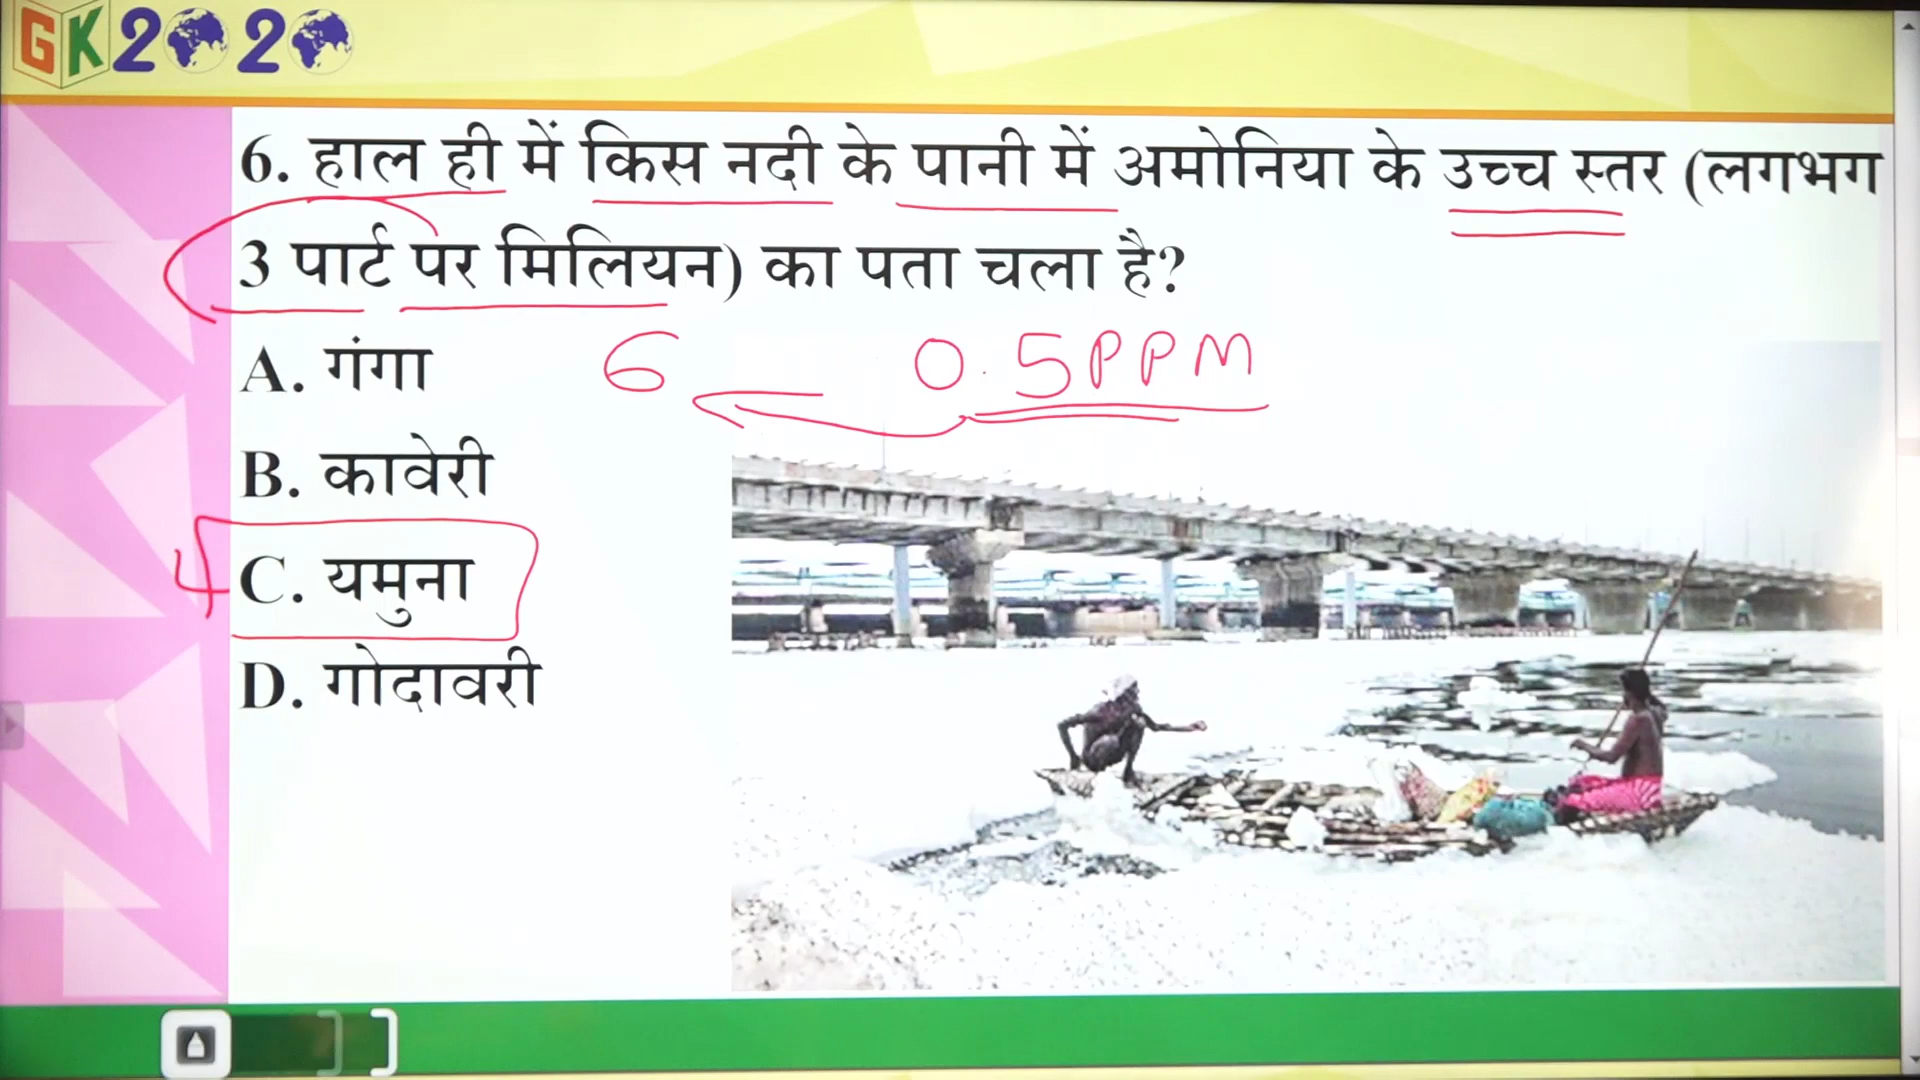 GK2020
6. हाल ही में किस नदी के पानी में अमोनिया के उच्च स्तर (लगभग
3 पार्ट पर मिलियन) का पता चला है?
A. गंगा
6 0.5PPM
B. कावेरी
C. यमुना
D. गोदावरी